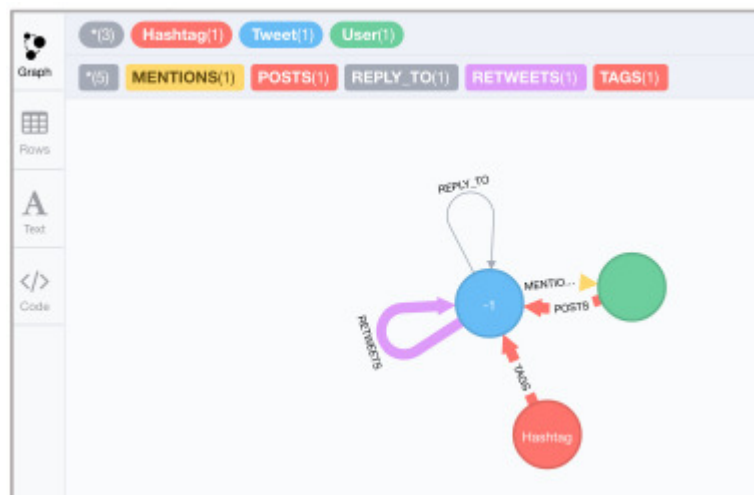 *(3) Hashtag(1) Tweet(1) User(1)
Graph
*(5) MENTIONS(1) POSTS(1) REPLY_TO(1) RETWEETS(1) TAGS(1)
Rows
Text
Code
REPLY_TO
MENTIO...
-1
POSTS
RETWEETS
TAGS
Hashtag